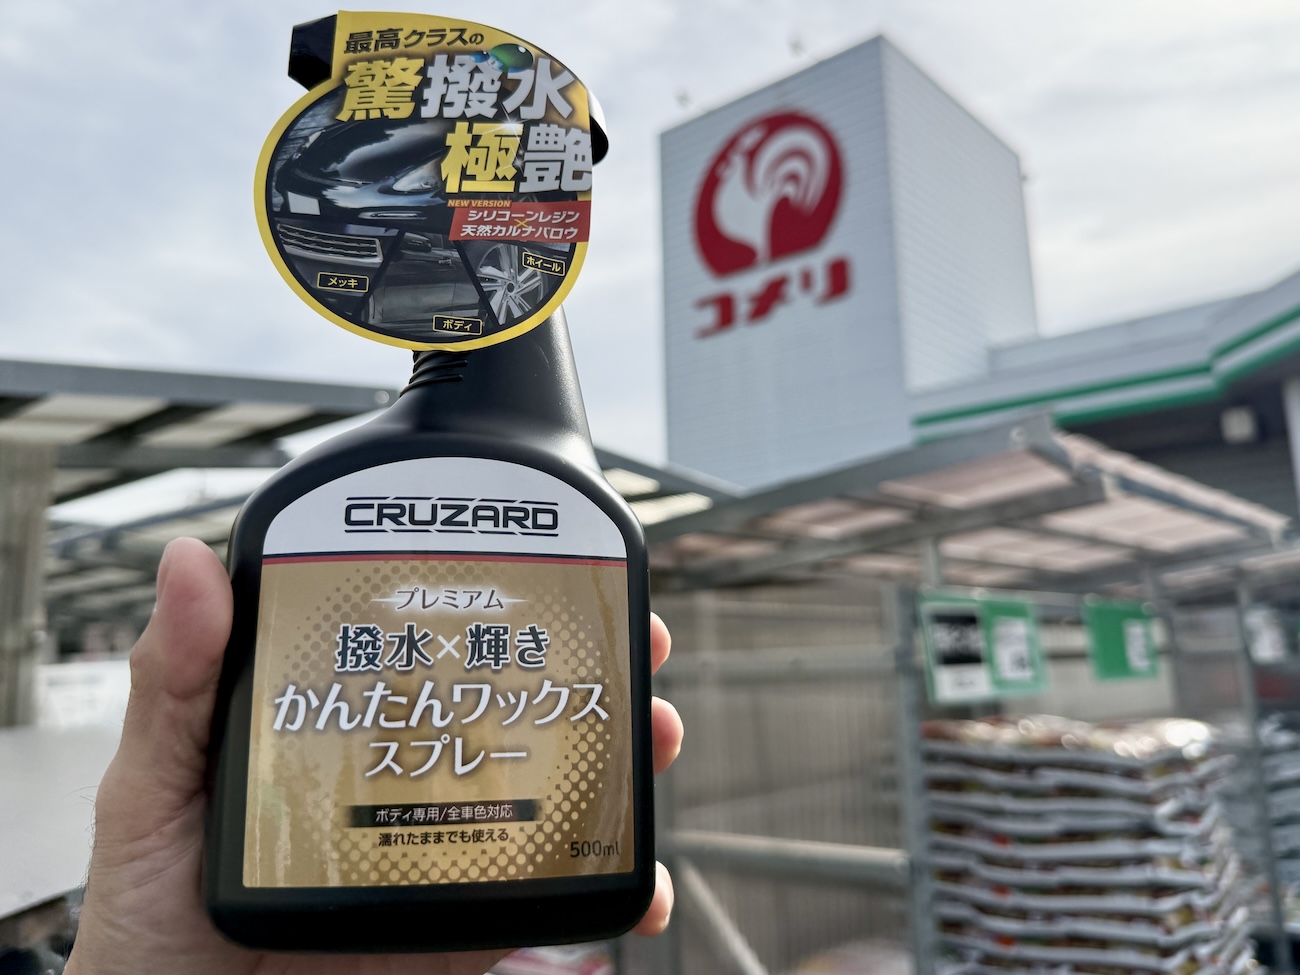 最高クラスの
驚撥水
極艶
NEW VERSION
シリコーンレジン
×
天然カルナバロウ
メッキ
ホイール
ボディ
コメリ
CRUZARD
プレミアム
撥水×輝き
かんたんワックス
スプレー
ボディ専用/全車色対応
濡れたままでも使える
500ml